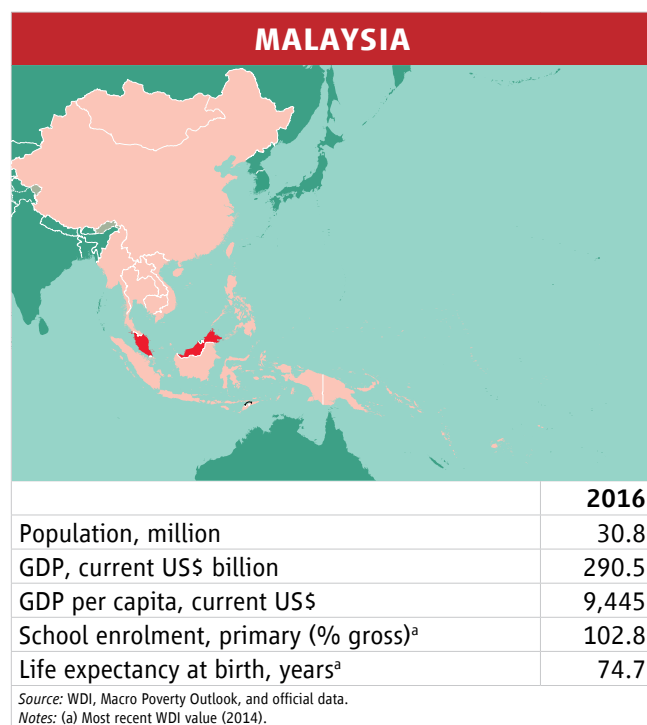 MALAYSIA
2016
Population, million 30.8
GDP, current US$ billion 290.5
GDP per capita, current US$ 9,445
School enrolment, primary (% gross)ᵃ 102.8
Life expectancy at birth, yearsᵃ 74.7
Source: WDI, Macro Poverty Outlook, and official data.
Notes: (a) Most recent WDI value (2014).